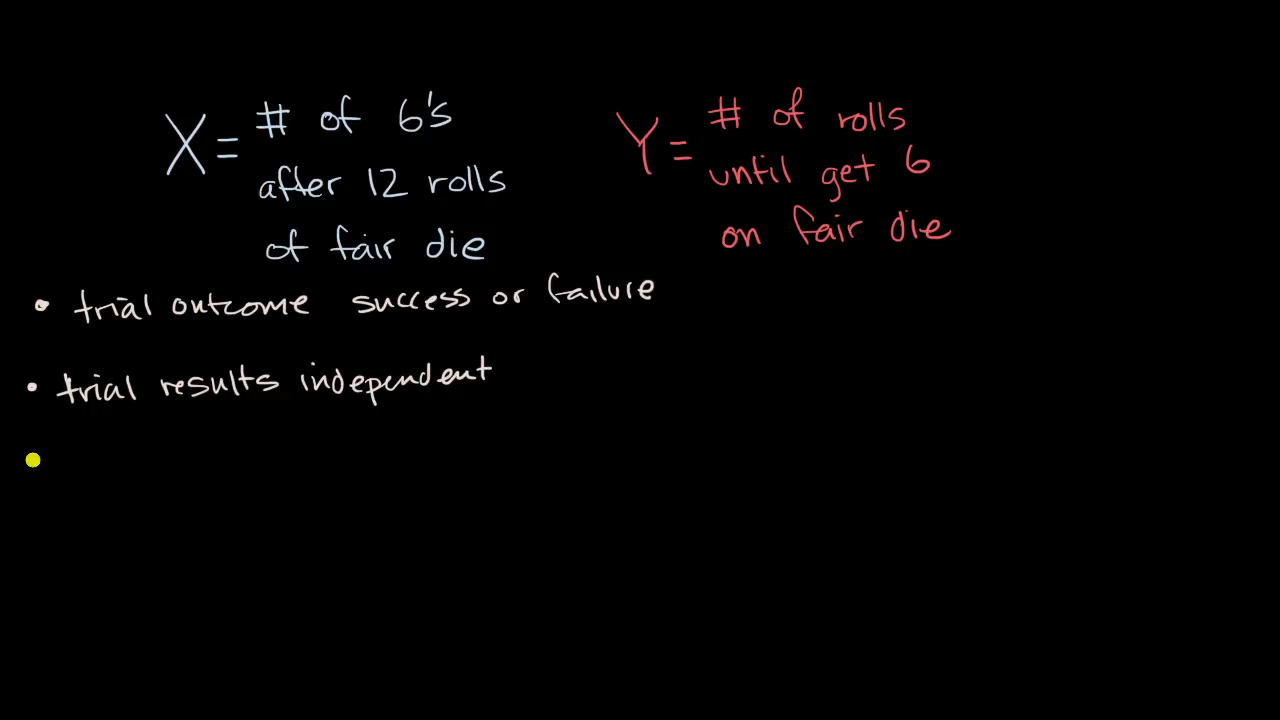 X = # of 6's
after 12 rolls
of fair die
Y = # of rolls
until get 6
on fair die
• trial outcome success or failure
• trial results independent